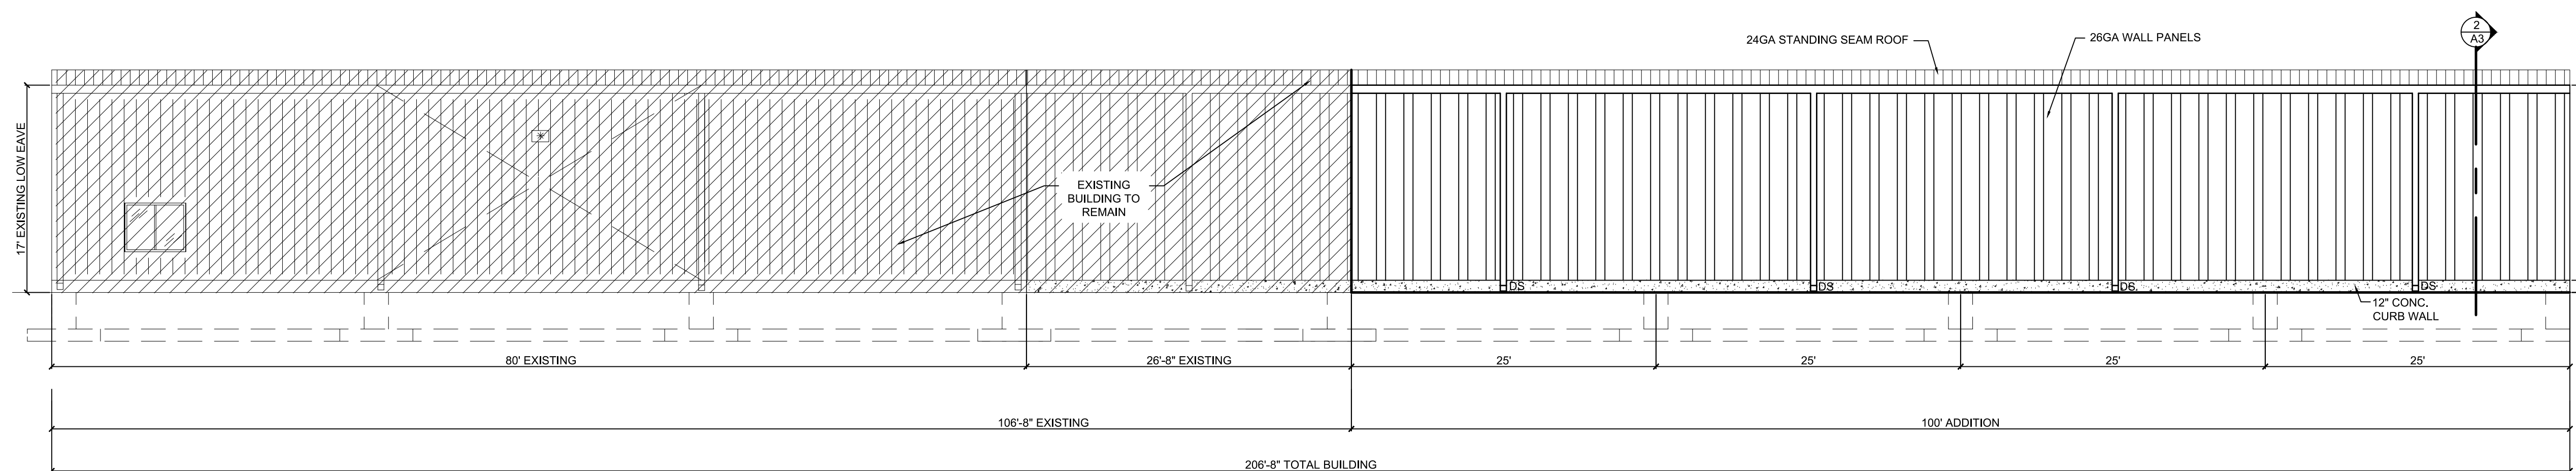 2
A3
24GA STANDING SEAM ROOF
26GA WALL PANELS
17' EXISTING LOW EAVE
EXISTING
BUILDING TO
REMAIN
DS
DS
DS
DS
12" CONC.
CURB WALL
80' EXISTING
26'-8" EXISTING
25'
25'
25'
25'
106'-8" EXISTING
100' ADDITION
206'-8" TOTAL BUILDING